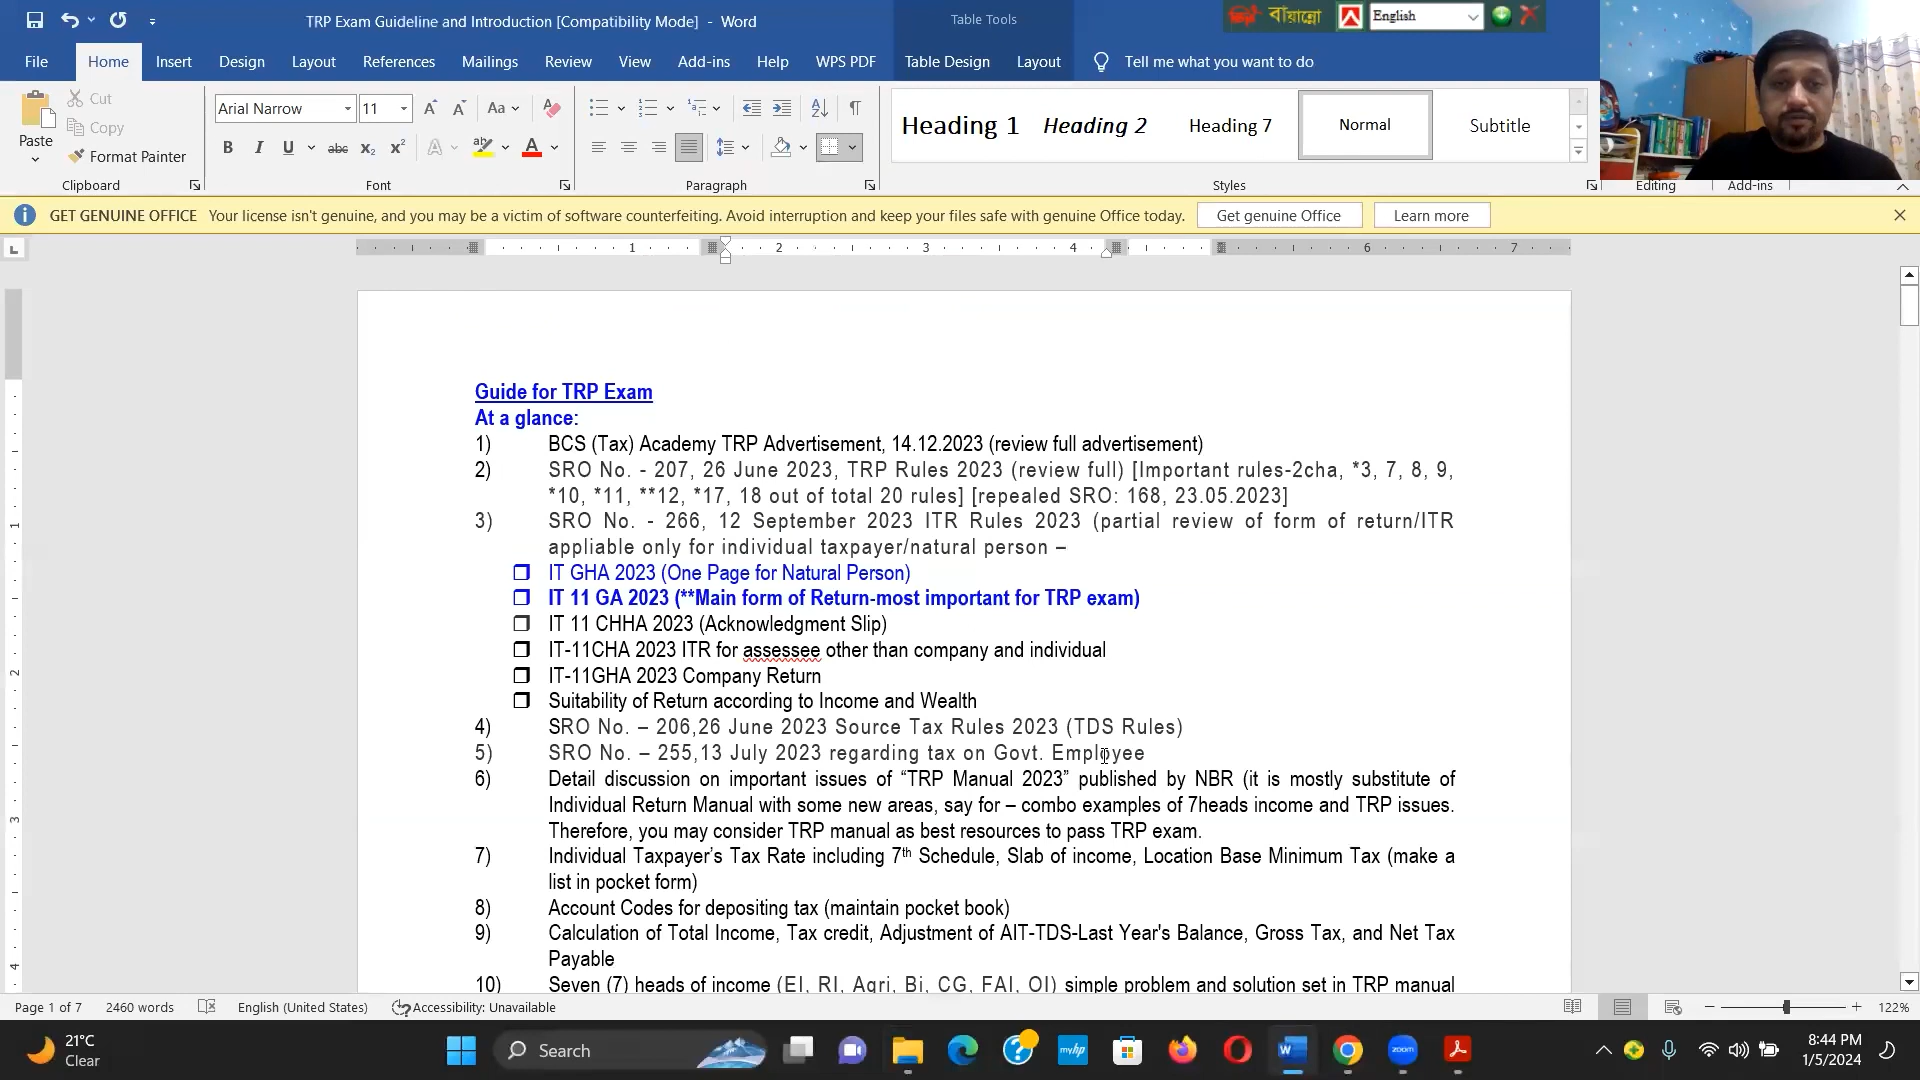 TRP Exam Guideline and Introduction [Compatibility Mode] - Word
Table Tools
বাঁয়ান্নো
English
File Home Insert Design Layout References Mailings Review View Add-ins Help WPS PDF Table Design Layout Tell me what you want to do
Paste
Cut
Copy
Format Painter
Clipboard
Arial Narrow 11
Font
Paragraph
Heading 1 Heading 2 Heading 7 Normal Subtitle
Styles
Editing
Add-ins
GET GENUINE OFFICE Your license isn't genuine, and you may be a victim of software counterfeiting. Avoid interruption and keep your files safe with genuine Office today. Get genuine Office Learn more
1 2 3 4 6 7
Guide for TRP Exam
At a glance:
1) BCS (Tax) Academy TRP Advertisement, 14.12.2023 (review full advertisement)
2) SRO No. - 207, 26 June 2023, TRP Rules 2023 (review full) [Important rules-2cha, *3, 7, 8, 9,
*10, *11, **12, *17, 18 out of total 20 rules] [repealed SRO: 168, 23.05.2023]
3) SRO No. - 266, 12 September 2023 ITR Rules 2023 (partial review of form of return/ITR
appliable only for individual taxpayer/natural person –
IT GHA 2023 (One Page for Natural Person)
IT 11 GA 2023 (**Main form of Return-most important for TRP exam)
IT 11 CHHA 2023 (Acknowledgment Slip)
IT-11CHA 2023 ITR for assessee other than company and individual
IT-11GHA 2023 Company Return
Suitability of Return according to Income and Wealth
4) SRO No. – 206,26 June 2023 Source Tax Rules 2023 (TDS Rules)
5) SRO No. – 255,13 July 2023 regarding tax on Govt. Employee
6) Detail discussion on important issues of “TRP Manual 2023” published by NBR (it is mostly substitute of
Individual Return Manual with some new areas, say for – combo examples of 7heads income and TRP issues.
Therefore, you may consider TRP manual as best resources to pass TRP exam.
7) Individual Taxpayer’s Tax Rate including 7th Schedule, Slab of income, Location Base Minimum Tax (make a
list in pocket form)
8) Account Codes for depositing tax (maintain pocket book)
9) Calculation of Total Income, Tax credit, Adjustment of AIT-TDS-Last Year's Balance, Gross Tax, and Net Tax
Payable
10) Seven (7) heads of income (EI, RI, Agri, Bi, CG, FAI, OI) simple problem and solution set in TRP manual
Page 1 of 7 2460 words English (United States) Accessibility: Unavailable 122%
21°C
Clear
Search
myhp
zoom
8:44 PM
1/5/2024